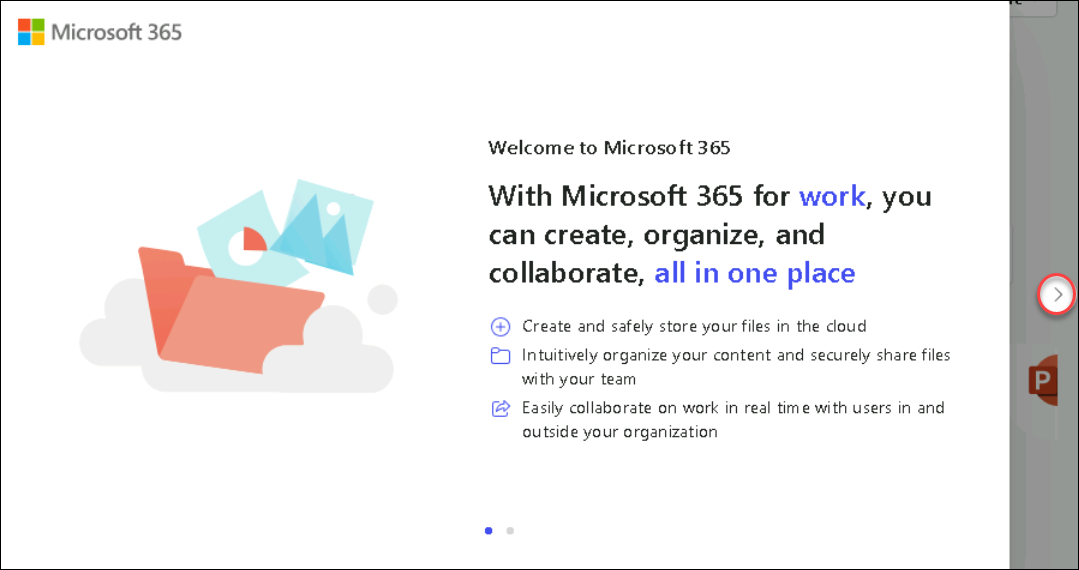 Microsoft 365
Welcome to Microsoft 365
With Microsoft 365 for work, you
can create, organize, and
collaborate, all in one place
Create and safely store your files in the cloud
Intuitively organize your content and securely share files
with your team
Easily collaborate on work in real time with users in and
outside your organization
P